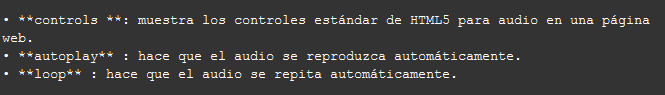 • **controls **: muestra los controles estándar de HTML5 para audio en una página
web.
• **autoplay** : hace que el audio se reproduzca automáticamente.
• **loop** : hace que el audio se repita automáticamente.